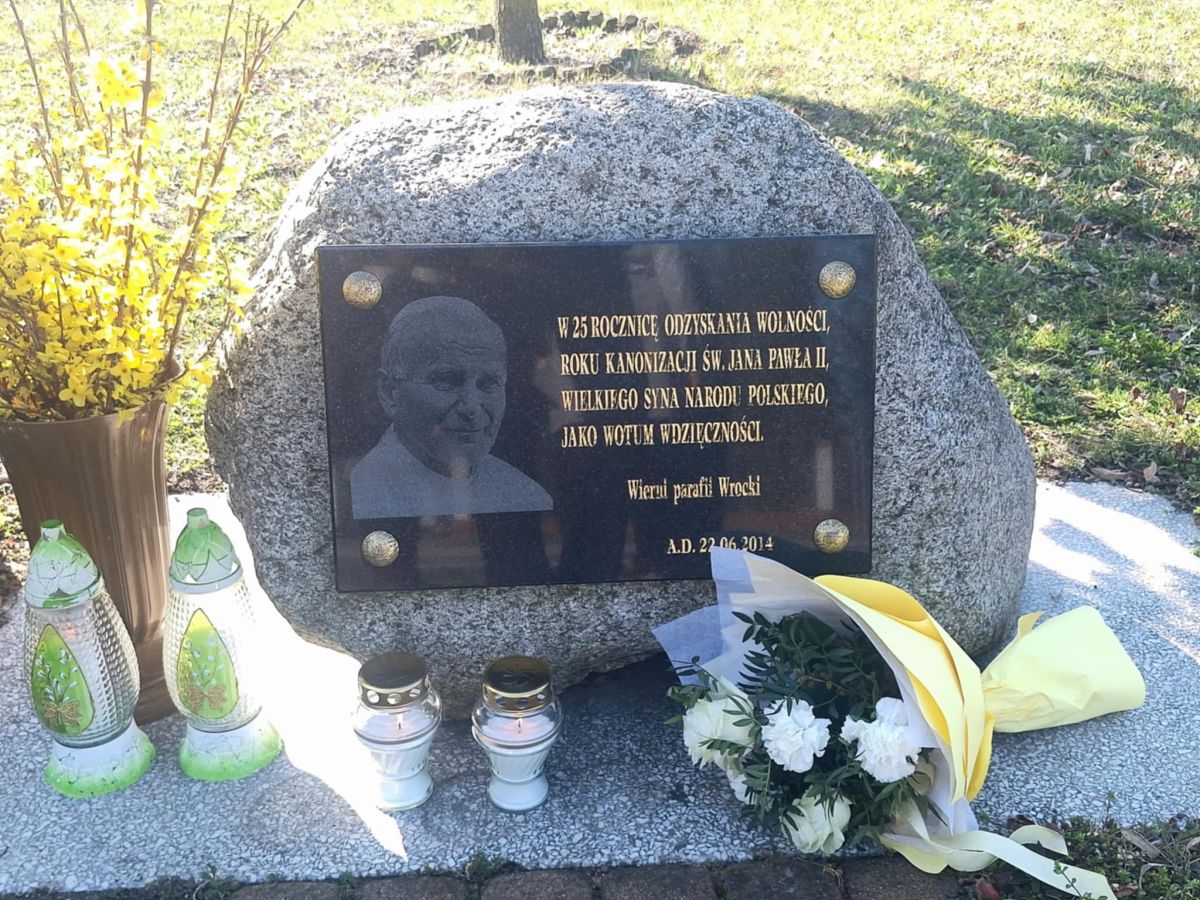 W 25 ROCZNICĘ ODZYSKANIA WOLNOŚCI,
ROKU KANONIZACJI ŚW. JANA PAWŁA II,
WIELKIEGO SYNA NARODU POLSKIEGO,
JAKO WOTUM WDZIĘCZNOŚCI.
Wierni parafii Wrocki
A.D. 22.06.2014